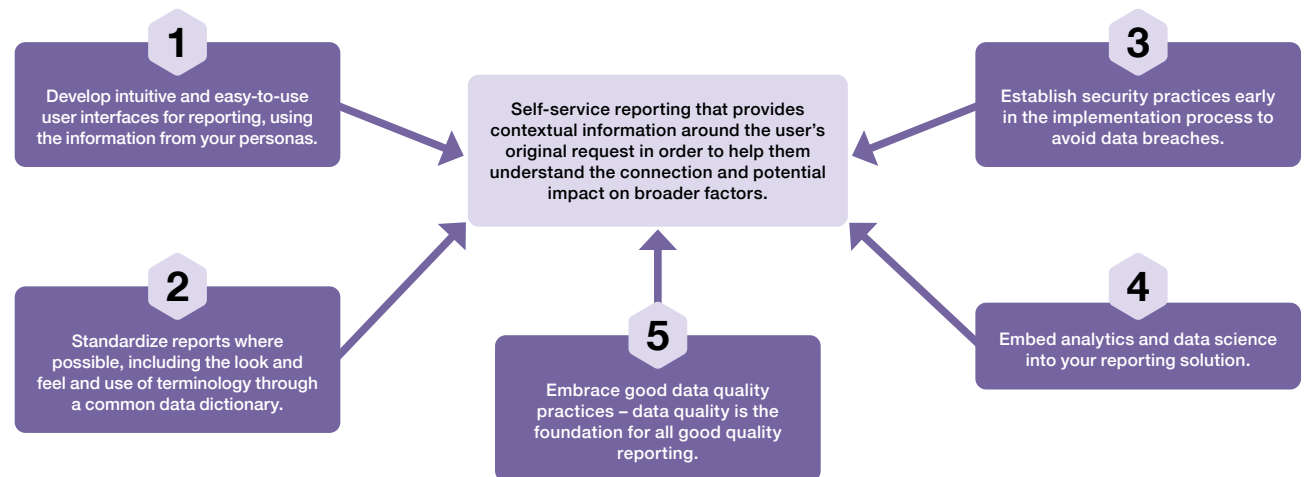 1
Develop intuitive and easy-to-use
user interfaces for reporting, using
the information from your personas.
2
Standardize reports where
possible, including the look and
feel and use of terminology through
a common data dictionary.
Self-service reporting that provides
contextual information around the user’s
original request in order to help them
understand the connection and potential
impact on broader factors.
3
Establish security practices early
in the implementation process to
avoid data breaches.
4
Embed analytics and data science
into your reporting solution.
5
Embrace good data quality
practices – data quality is the
foundation for all good quality
reporting.